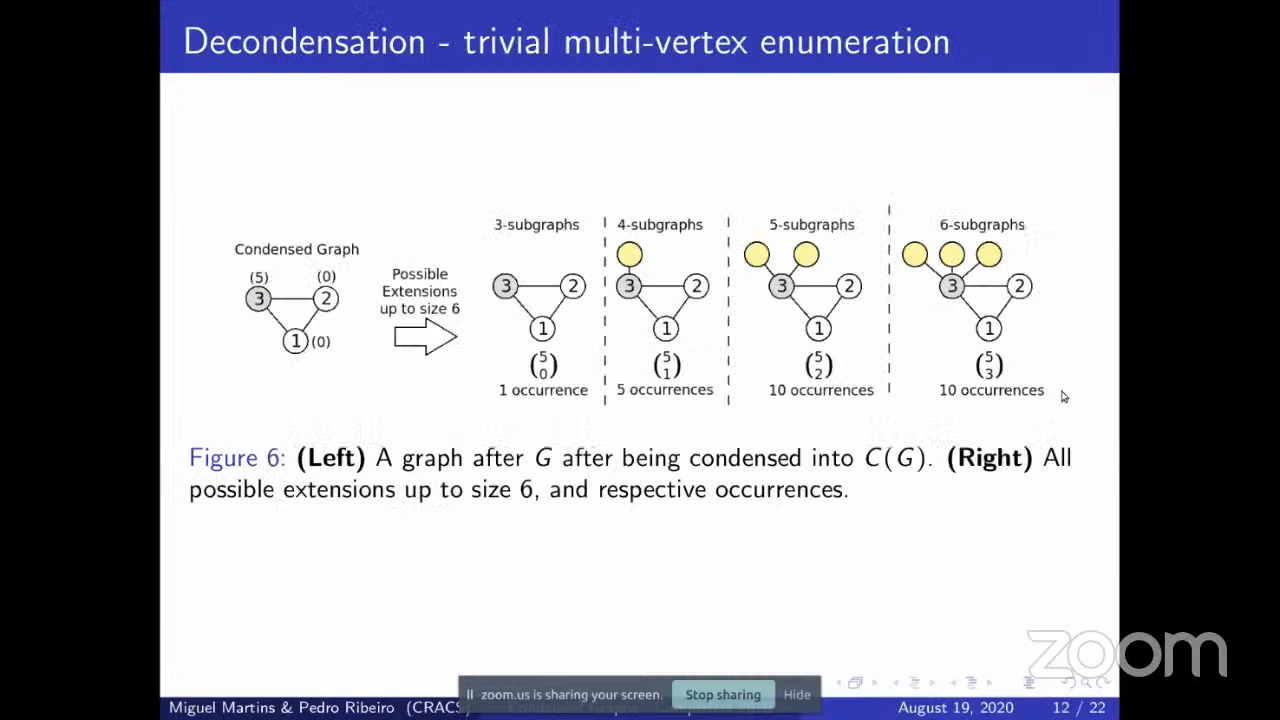 Decondensation - trivial multi-vertex enumeration
Condensed Graph
(5) (0)
3 2
1 (0)
Possible
Extensions
up to size 6
3-subgraphs
3 2
1
(5 0)
1 occurrence
4-subgraphs
3 2
1
(5 1)
5 occurrences
5-subgraphs
3 2
1
(5 2)
10 occurrences
6-subgraphs
3 2
1
(5 3)
10 occurrences
Figure 6: (Left) A graph after G after being condensed into C(G). (Right) All
possible extensions up to size 6, and respective occurrences.
zoom
zoom.us is sharing your screen. Stop sharing Hide
Miguel Martins & Pedro Ribeiro (CRACS August 19, 2020 12 / 22